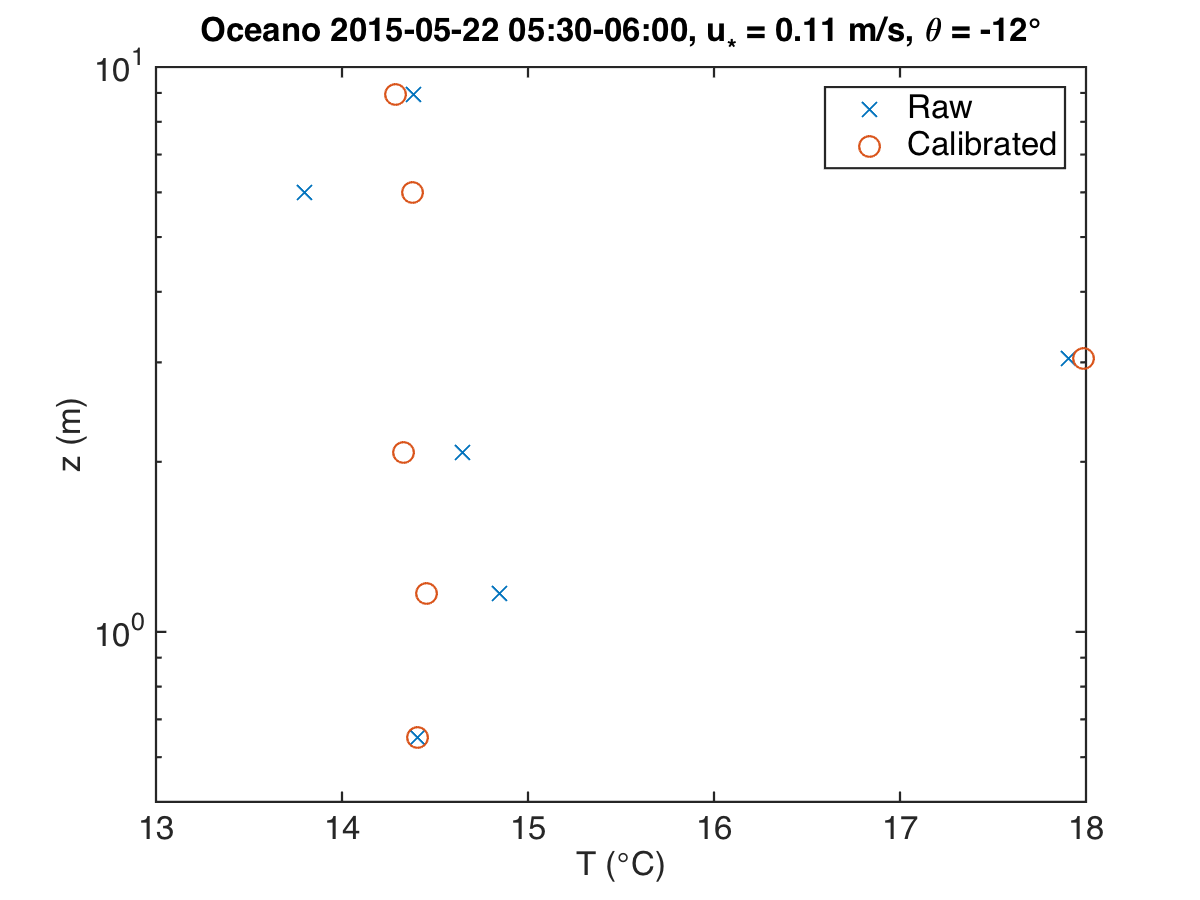 Oceano 2015-05-22 05:30-06:00, u* = 0.11 m/s, θ = -12°
10^1
Raw
Calibrated
z (m)
10^0
13 14 15 16 17 18
T (°C)